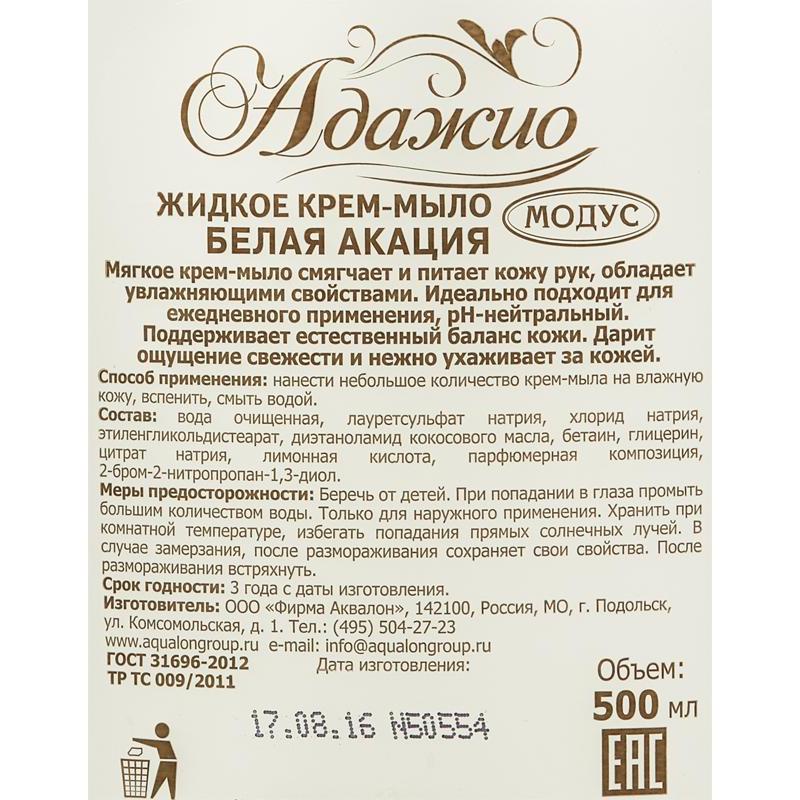 Адажио
ЖИДКОЕ КРЕМ-МЫЛО
БЕЛАЯ АКАЦИЯ
МОДУС
Мягкое крем-мыло смягчает и питает кожу рук, обладает
увлажняющими свойствами. Идеально подходит для
ежедневного применения, рН-нейтральный.
Поддерживает естественный баланс кожи. Дарит
ощущение свежести и нежно ухаживает за кожей.
Способ применения: нанести небольшое количество крем-мыла на влажную
кожу, вспенить, смыть водой.
Состав: вода очищенная, лауретсульфат натрия, хлорид натрия,
этиленгликольдистеарат, диэтаноламид кокосового масла, бетаин, глицерин,
цитрат натрия, лимонная кислота, парфюмерная композиция,
2-бром-2-нитропропан-1,3-диол.
Меры предосторожности: Беречь от детей. При попадании в глаза промыть
большим количеством воды. Только для наружного применения. Хранить при
комнатной температуре, избегать попадания прямых солнечных лучей. В
случае замерзания, после размораживания сохраняет свои свойства. После
размораживания встряхнуть.
Срок годности: 3 года с даты изготовления.
Изготовитель: ООО «Фирма Аквалон», 142100, Россия, МО, г. Подольск,
ул. Комсомольская, д. 1. Тел.: (495) 504-27-23
www.aqualongroup.ru e-mail: info@aqualongroup.ru
ГОСТ 31696-2012 Дата изготовления:
ТР ТС 009/2011
Объем:
500 мл
17.08.16 N50554
EAC